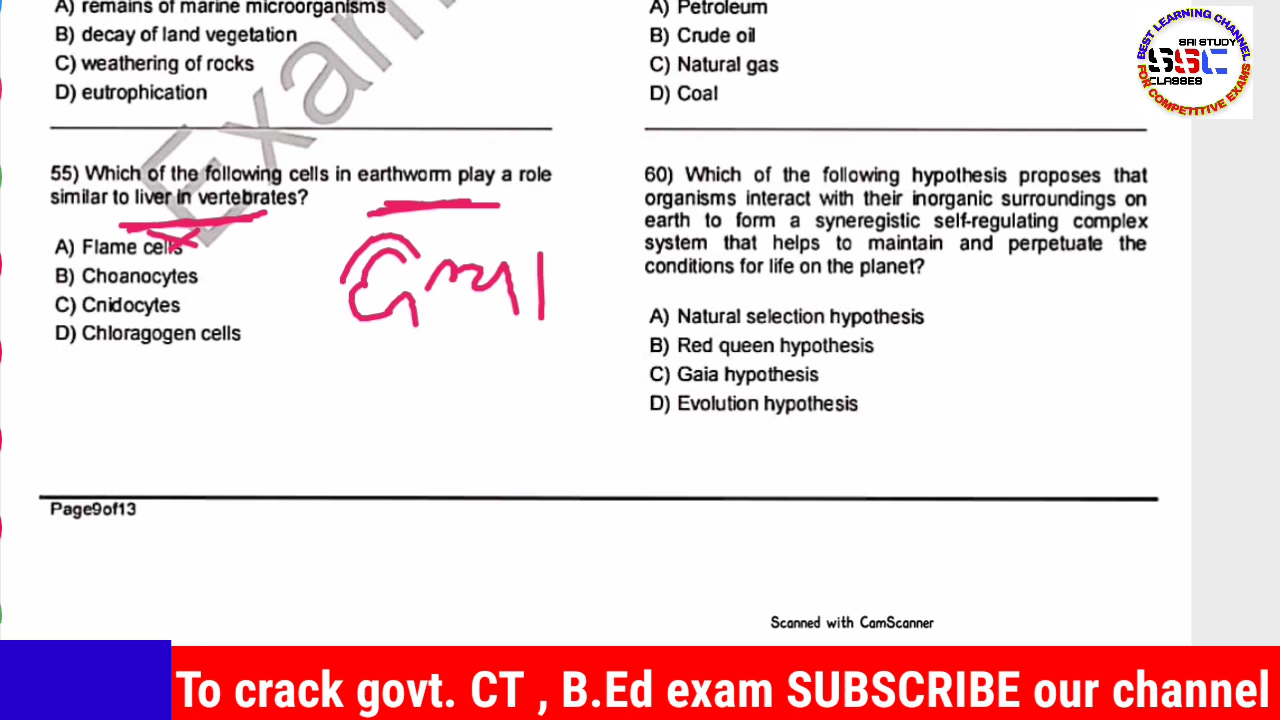 A) remains of marine microorganisms
B) decay of land vegetation
C) weathering of rocks
D) eutrophication
55) Which of the following cells in earthworm play a role
similar to liver in vertebrates?
A) Flame cells
B) Choanocytes
C) Cnidocytes
D) Chloragogen cells
A) Petroleum
B) Crude oil
C) Natural gas
D) Coal
60) Which of the following hypothesis proposes that
organisms interact with their inorganic surroundings on
earth to form a syneregistic self-regulating complex
system that helps to maintain and perpetuate the
conditions for life on the planet?
A) Natural selection hypothesis
B) Red queen hypothesis
C) Gaia hypothesis
D) Evolution hypothesis
Page9of13
Scanned with CamScanner
Exam
BEST LEARNING CHANNEL
SAI STUDY
SSC
CLASSES
FOR COMPETITIVE EXAMS
To crack govt. CT , B.Ed exam SUBSCRIBE our channel